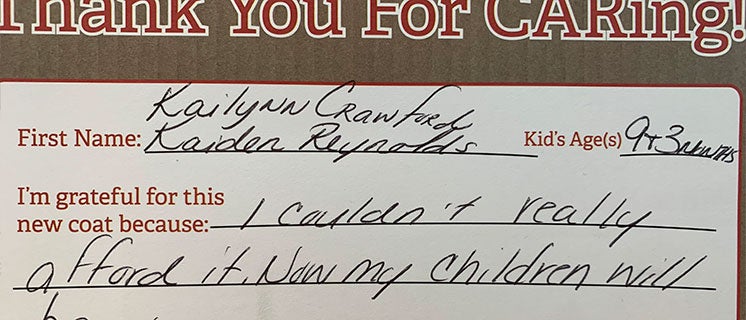 Thank You For CARing!
Kailynn Crawford
First Name: Kaiden Reynolds Kid's Age(s) 9+3months
I'm grateful for this
new coat because: I couldn't really
afford it. Now my children will